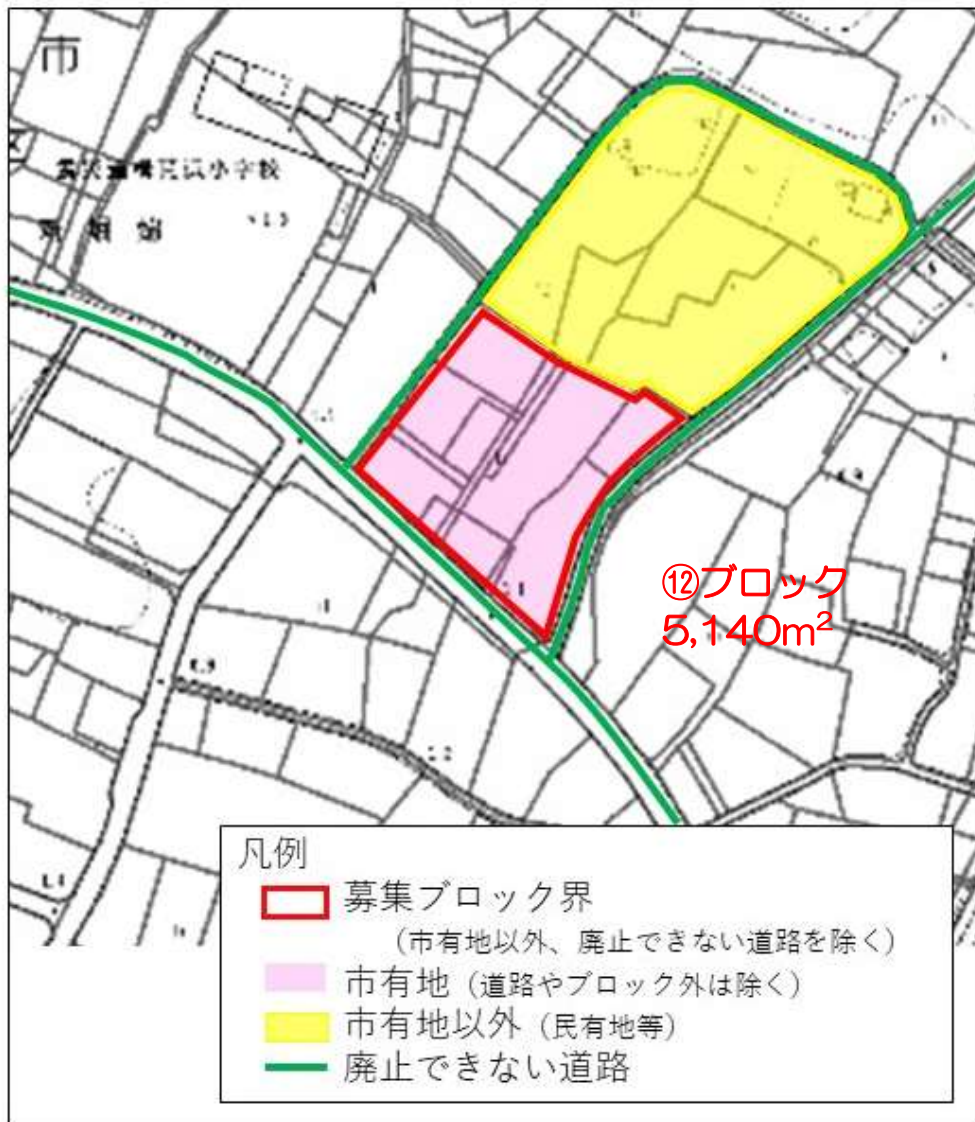 市
⑫ブロック
5,140m²
凡例
募集ブロック界
（市有地以外、廃止できない道路を除く）
市有地（道路やブロック外は除く）
市有地以外（民有地等）
廃止できない道路